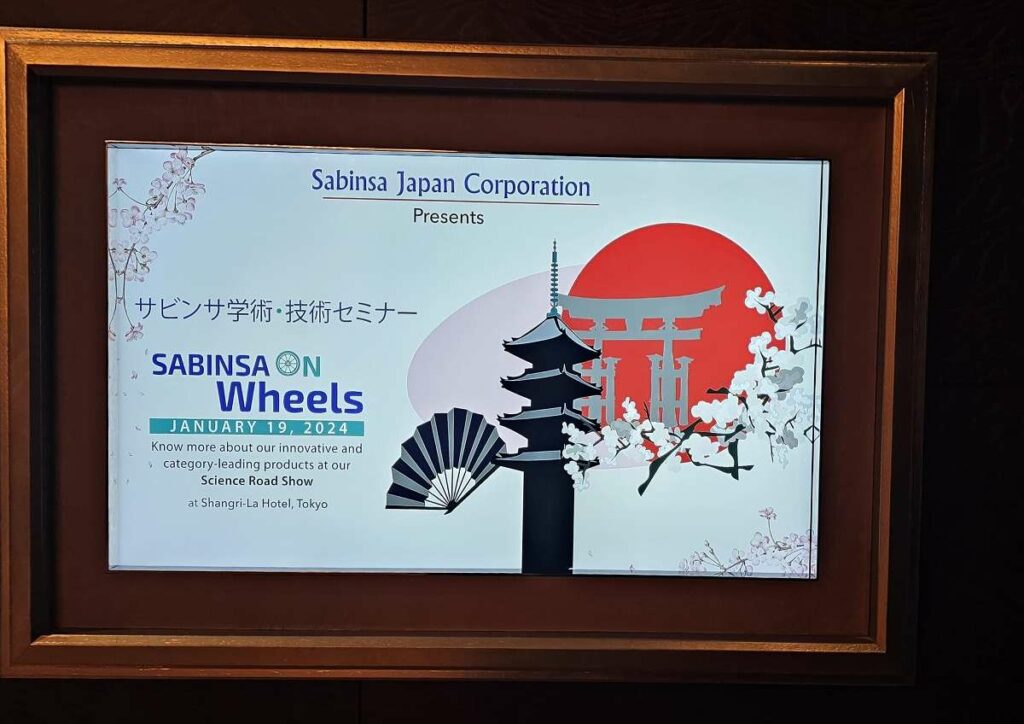 Sabinsa Japan Corporation
Presents
サビンサ学術・技術セミナー
SABINSA ON
Wheels
JANUARY 19, 2024
Know more about our innovative and
category-leading products at our
Science Road Show
at Shangri-La Hotel, Tokyo